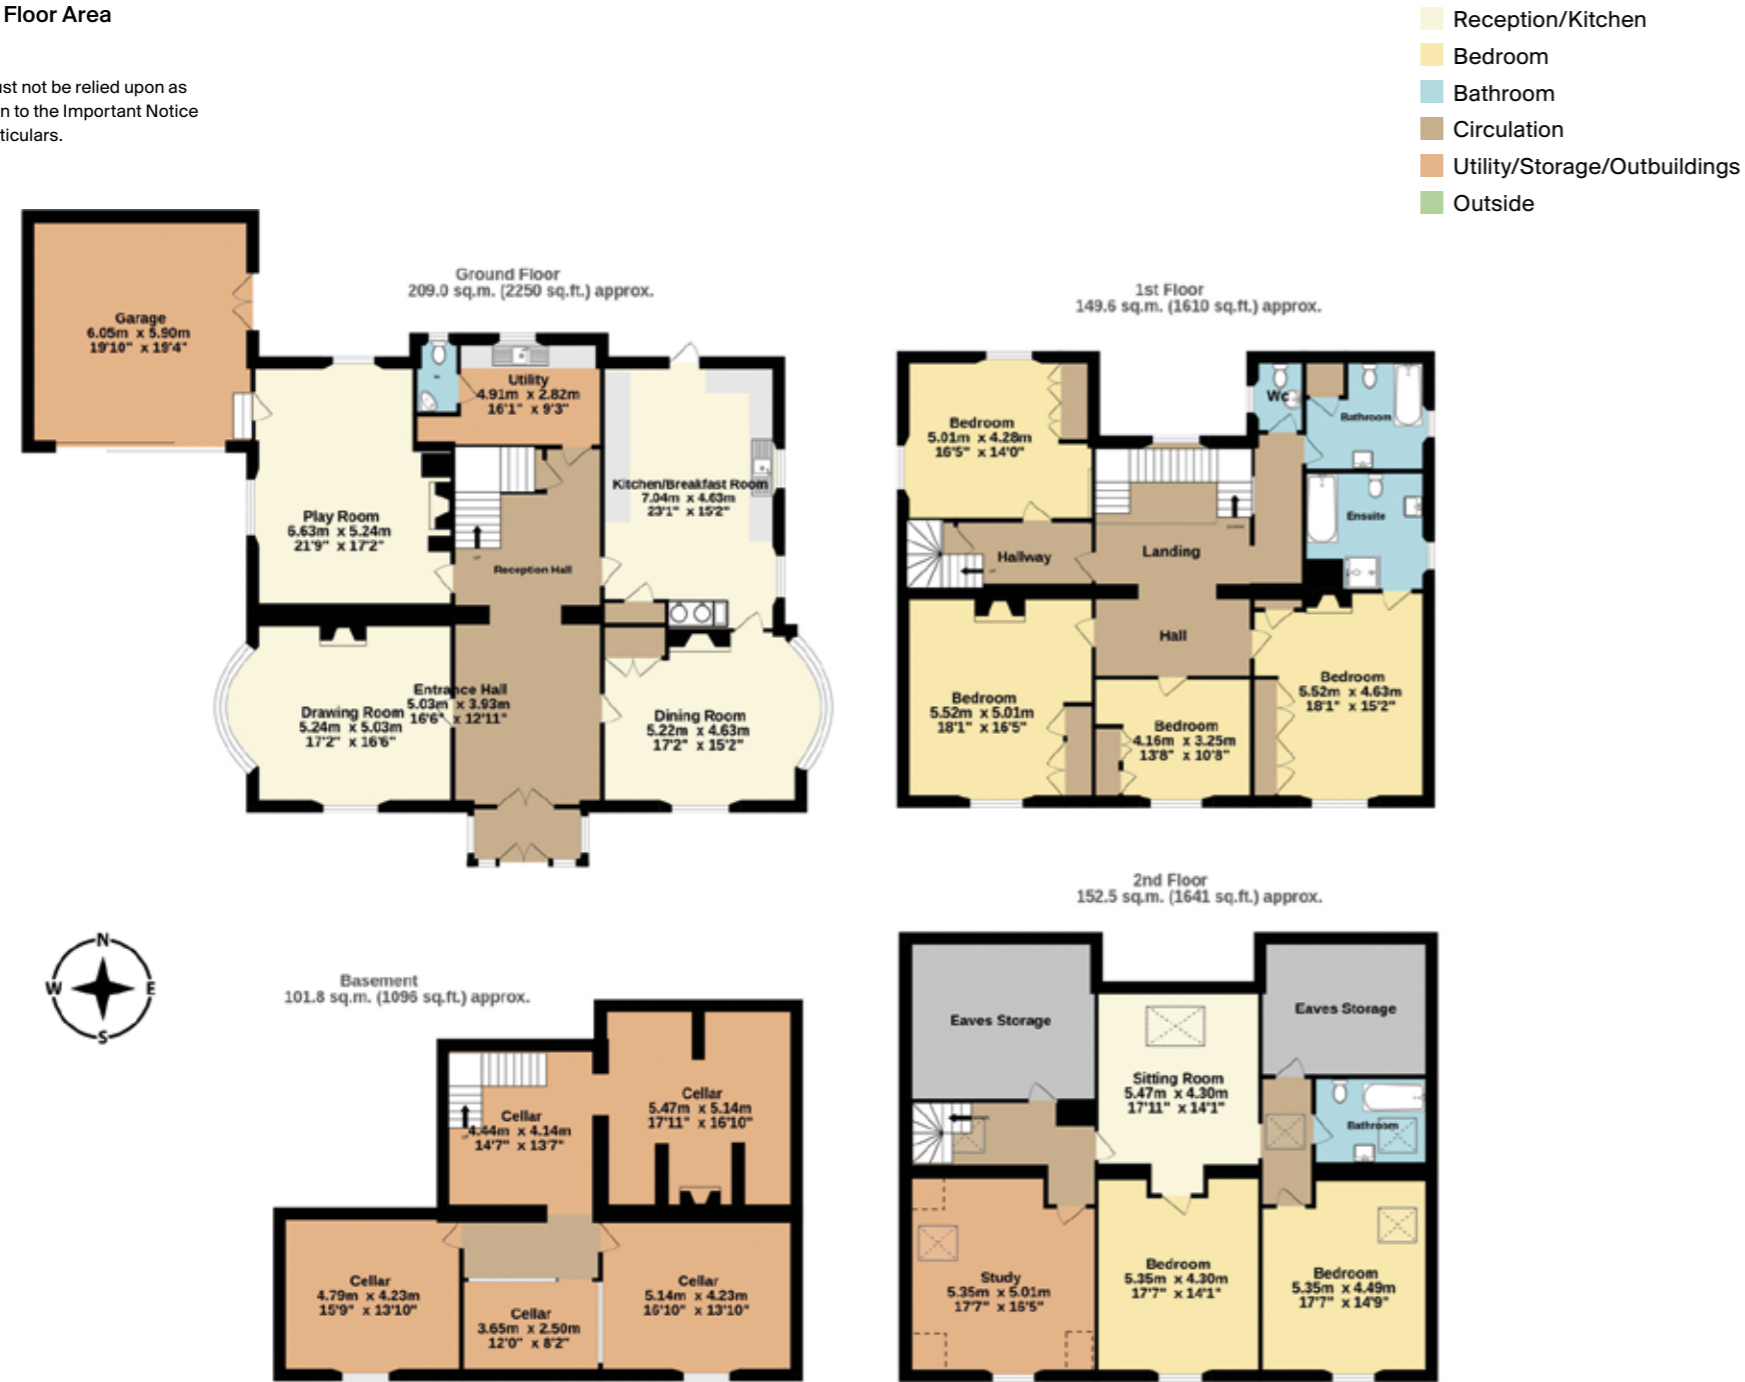 Floor Area
ust not be relied upon as
n to the Important Notice
ticulars.
Reception/Kitchen
Bedroom
Bathroom
Circulation
Utility/Storage/Outbuildings
Outside
Ground Floor
209.0 sq.m. (2250 sq.ft.) approx.
Garage
6.05m x 5.90m
19'10" x 19'4"
Utility
4.91m x 2.82m
16'1" x 9'3"
Kitchen/Breakfast Room
7.04m x 4.63m
23'1" x 15'2"
Play Room
6.63m x 5.24m
21'9" x 17'2"
UP
Reception Hall
Entrance Hall
5.03m x 3.93m
16'6" x 12'11"
Drawing Room
5.24m x 5.03m
17'2" x 16'6"
Dining Room
5.22m x 4.63m
17'2" x 15'2"
1st Floor
149.6 sq.m. (1610 sq.ft.) approx.
Bedroom
5.01m x 4.28m
16'5" x 14'0"
Wc
Bathroom
Ensuite
Hallway
UP
Landing
DOWN
Hall
Bedroom
5.52m x 5.01m
18'1" x 16'5"
Bedroom
4.16m x 3.25m
13'8" x 10'8"
Bedroom
5.52m x 4.63m
18'1" x 15'2"
N
W E
S
Basement
101.8 sq.m. (1096 sq.ft.) approx.
Cellar
4.44m x 4.14m
14'7" x 13'7"
UP
Cellar
5.47m x 5.14m
17'11" x 16'10"
Cellar
4.79m x 4.23m
15'9" x 13'10"
Cellar
3.65m x 2.50m
12'0" x 8'2"
Cellar
5.14m x 4.23m
16'10" x 13'10"
2nd Floor
152.5 sq.m. (1641 sq.ft.) approx.
Eaves Storage
Eaves Storage
Sitting Room
5.47m x 4.30m
17'11" x 14'1"
Bathroom
Study
5.35m x 5.01m
17'7" x 16'5"
Bedroom
5.35m x 4.30m
17'7" x 14'1"
Bedroom
5.35m x 4.49m
17'7" x 14'9"